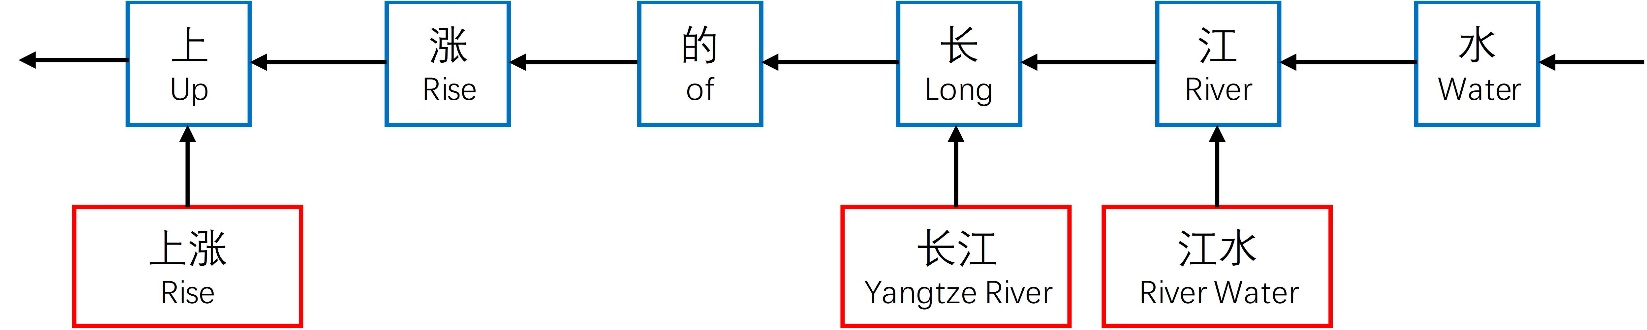 上
Up
涨
Rise
的
of
长
Long
江
River
水
Water
上涨
Rise
长江
Yangtze River
江水
River Water